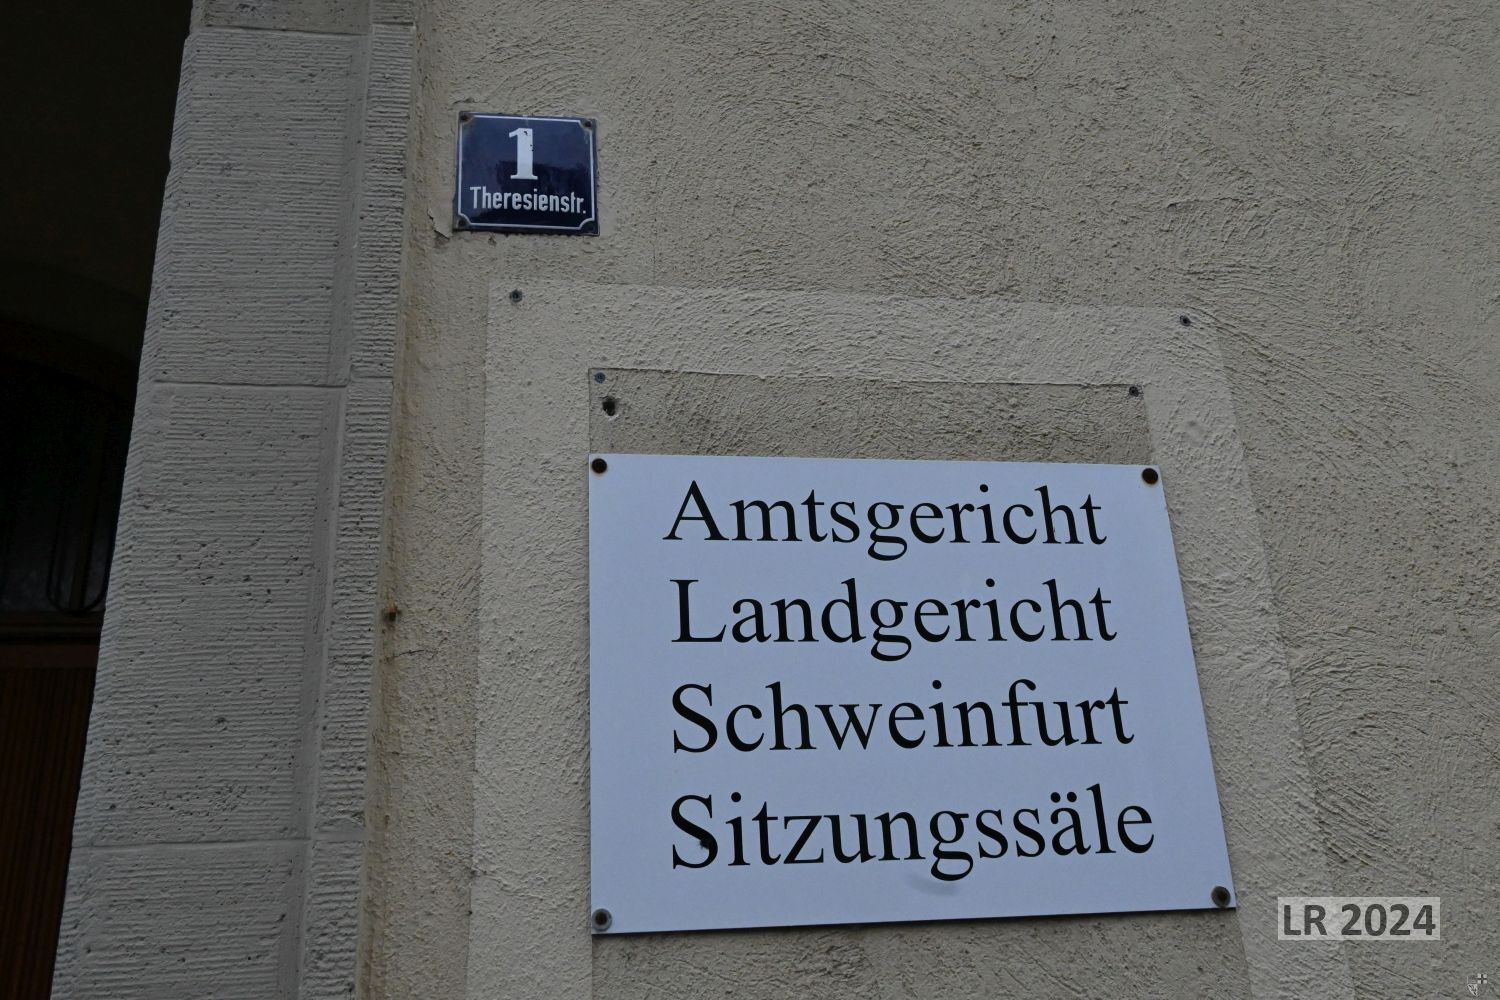 1
Theresienstr.
Amtsgericht
Landgericht
Schweinfurt
Sitzungssäle
LR 2024